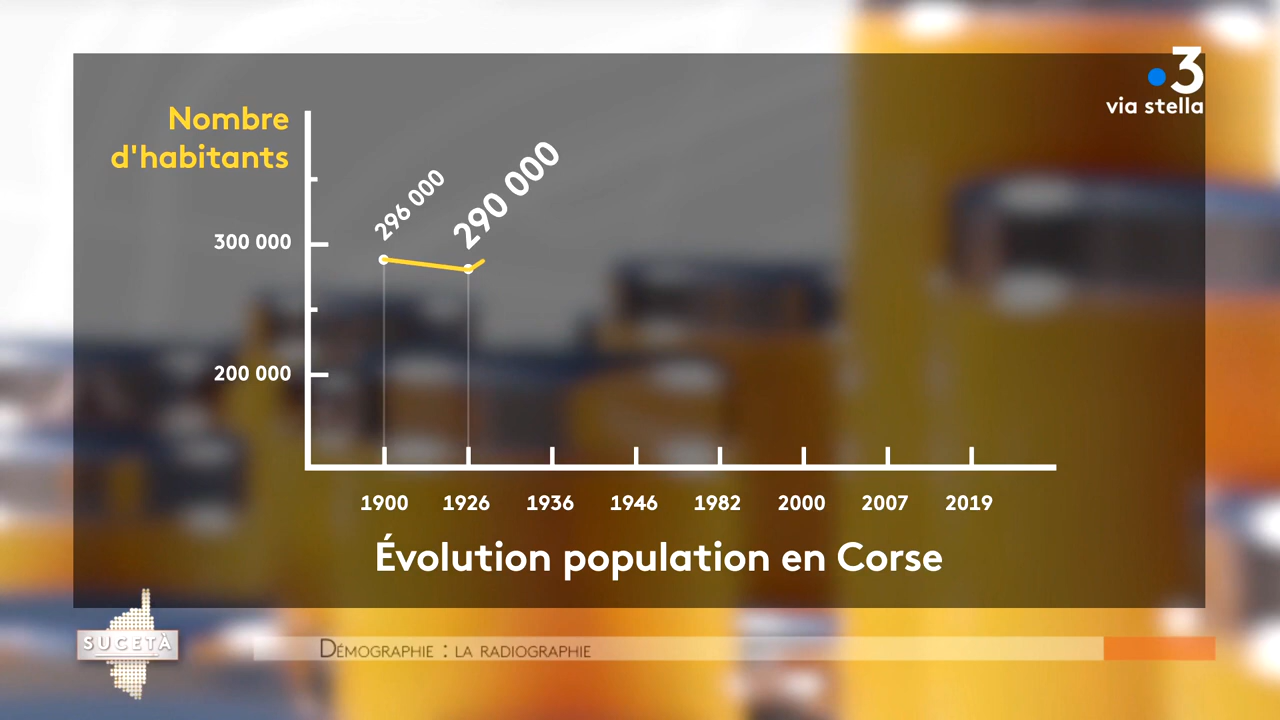 3
via stella
Nombre
d'habitants
296 000
290 000
300 000
200 000
1900 1926 1936 1946 1982 2000 2007 2019
Évolution population en Corse
SUCETÀ
DÉMOGRAPHIE : LA RADIOGRAPHIE